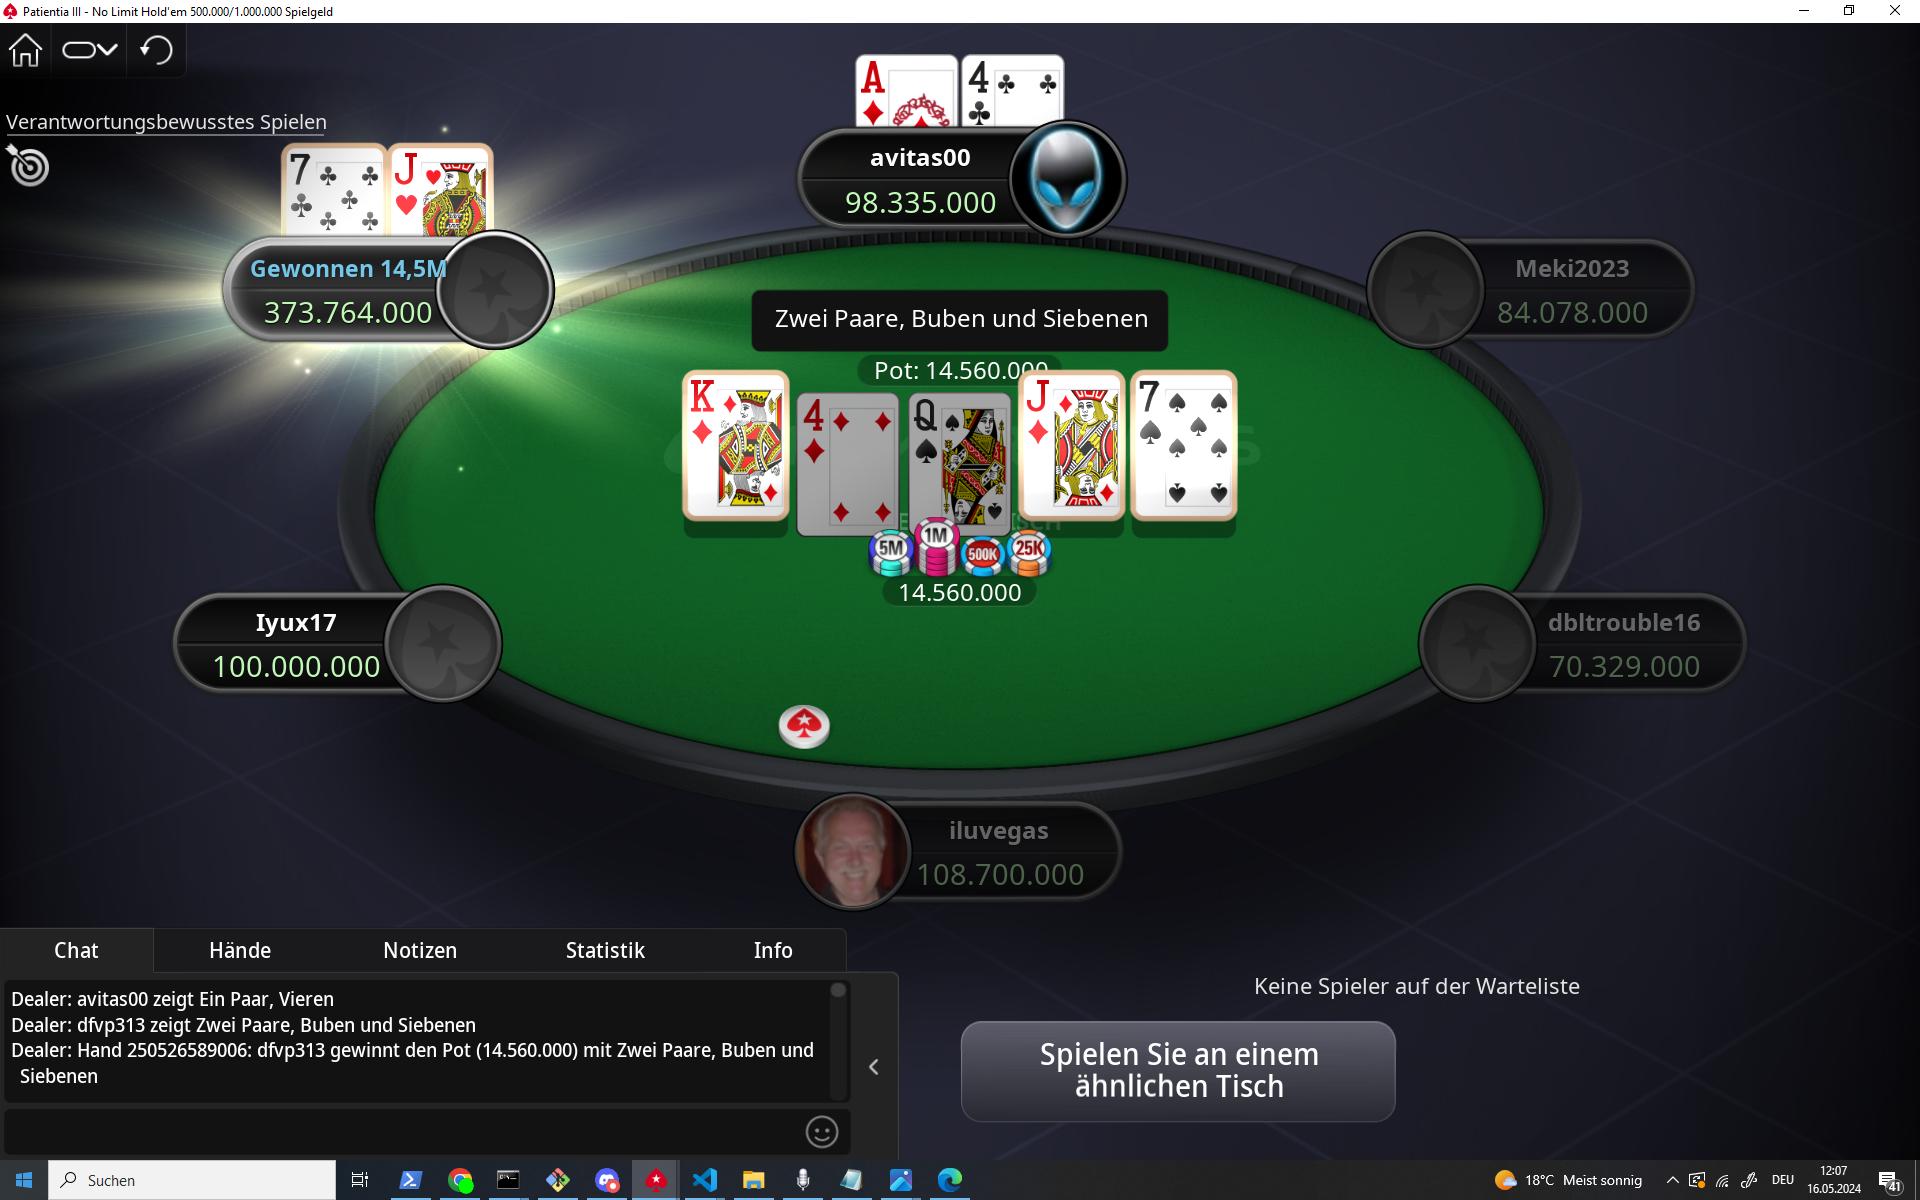 Patientia III - No Limit Hold'em 500.000/1.000.000 Spielgeld
Verantwortungsbewusstes Spielen
A 4
avitas00
98.335.000
7 J
Gewonnen 14,5M
373.764.000
Meki2023
84.078.000
Zwei Paare, Buben und Siebenen
Pot: 14.560.000
K 4 Q J 7
5M 1M 500K 25K
14.560.000
Iyux17
100.000.000
dbltrouble16
70.329.000
iluvegas
108.700.000
Chat Hände Notizen Statistik Info
Dealer: avitas00 zeigt Ein Paar, Vieren
Dealer: dfvp313 zeigt Zwei Paare, Buben und Siebenen
Dealer: Hand 250526589006: dfvp313 gewinnt den Pot (14.560.000) mit Zwei Paare, Buben und
Siebenen
Keine Spieler auf der Warteliste
Spielen Sie an einem
ähnlichen Tisch
Suchen
18°C Meist sonnig
DEU
12:07
16.05.2024
41